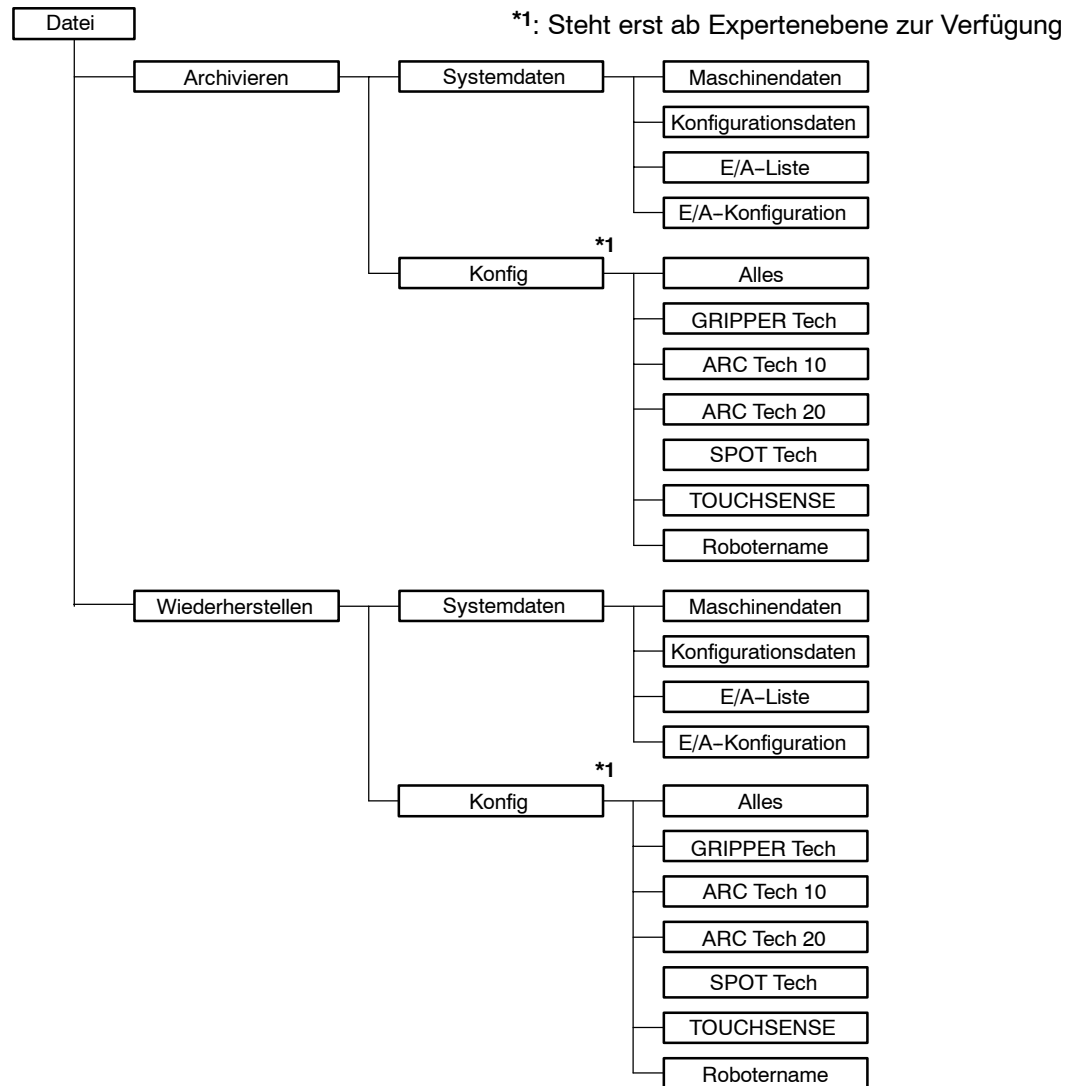 Datei
*1: Steht erst ab Expertenebene zur Verfügung
Archivieren
Systemdaten
Maschinendaten
Konfigurationsdaten
E/A-Liste
E/A-Konfiguration
*1
Konfig
Alles
GRIPPER Tech
ARC Tech 10
ARC Tech 20
SPOT Tech
TOUCHSENSE
Robotername
Wiederherstellen
Systemdaten
Maschinendaten
Konfigurationsdaten
E/A-Liste
E/A-Konfiguration
*1
Konfig
Alles
GRIPPER Tech
ARC Tech 10
ARC Tech 20
SPOT Tech
TOUCHSENSE
Robotername